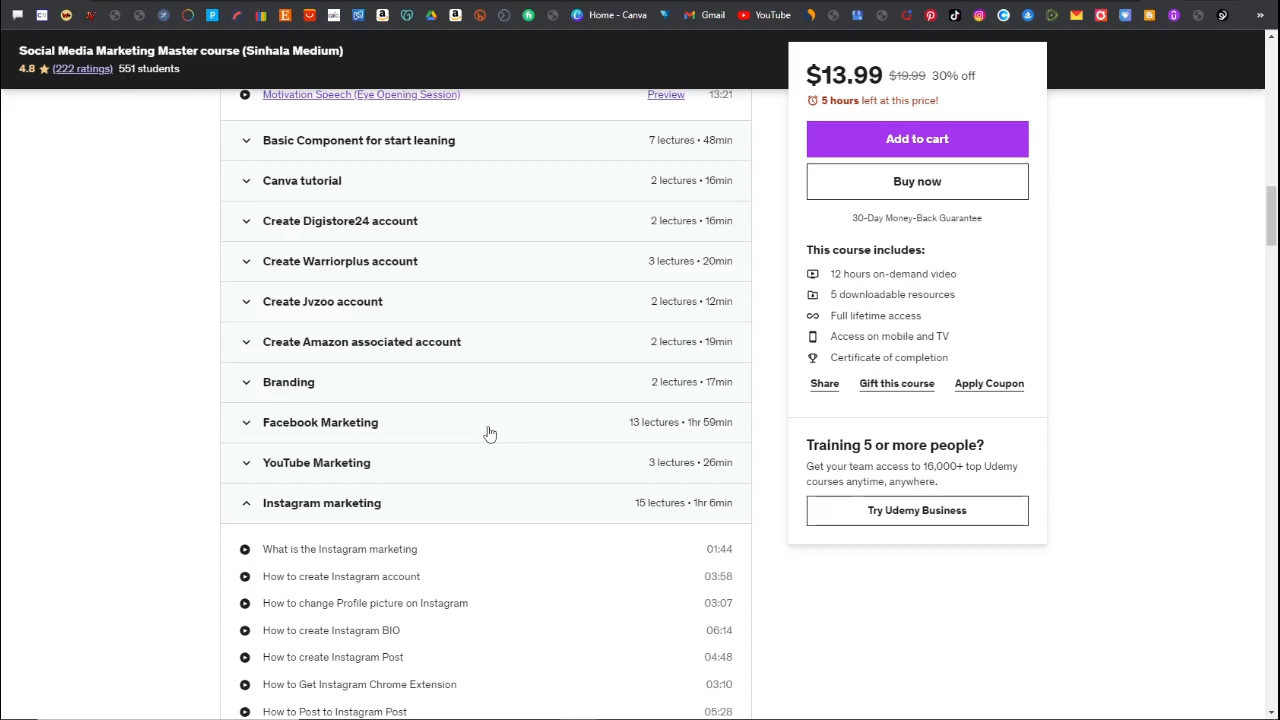 Home - Canva
Gmail
YouTube
»
Social Media Marketing Master course (Sinhala Medium)
4.8 ★ (222 ratings) 551 students
Motivation Speech (Eye Opening Session) Preview 13:21
Basic Component for start leaning 7 lectures • 48min
Canva tutorial 2 lectures • 16min
Create Digistore24 account 2 lectures • 16min
Create Warriorplus account 3 lectures • 20min
Create Jvzoo account 2 lectures • 12min
Create Amazon associated account 2 lectures • 19min
Branding 2 lectures • 17min
Facebook Marketing 13 lectures • 1hr 59min
YouTube Marketing 3 lectures • 26min
Instagram marketing 15 lectures • 1hr 6min
What is the Instagram marketing 01:44
How to create Instagram account 03:58
How to change Profile picture on Instagram 03:07
How to create Instagram BIO 06:14
How to create Instagram Post 04:48
How to Get Instagram Chrome Extension 03:10
How to Post to Instagram Post 05:28
$13.99 $19.99 30% off
5 hours left at this price!
Add to cart
Buy now
30-Day Money-Back Guarantee
This course includes:
12 hours on-demand video
5 downloadable resources
Full lifetime access
Access on mobile and TV
Certificate of completion
Share Gift this course Apply Coupon
Training 5 or more people?
Get your team access to 16,000+ top Udemy
courses anytime, anywhere.
Try Udemy Business